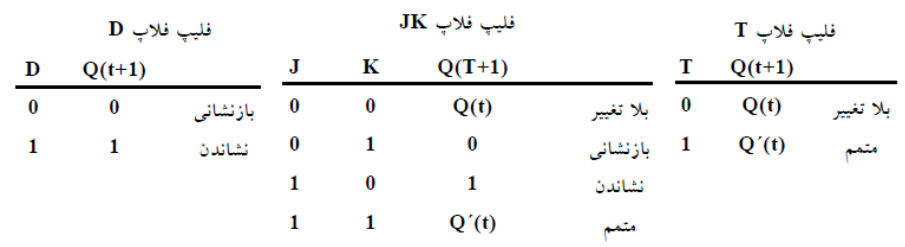 فلیپ فلاپ D
D Q(t+1)
0 0 بازنشانی
1 1 نشاندن
فلیپ فلاپ JK
J K Q(T+1)
0 0 Q(t) بلا تغییر
0 1 0 بازنشانی
1 0 1 نشاندن
1 1 Q´(t) متمم
فلیپ فلاپ T
T Q(t+1)
0 Q(t) بلا تغییر
1 Q´(t) متمم